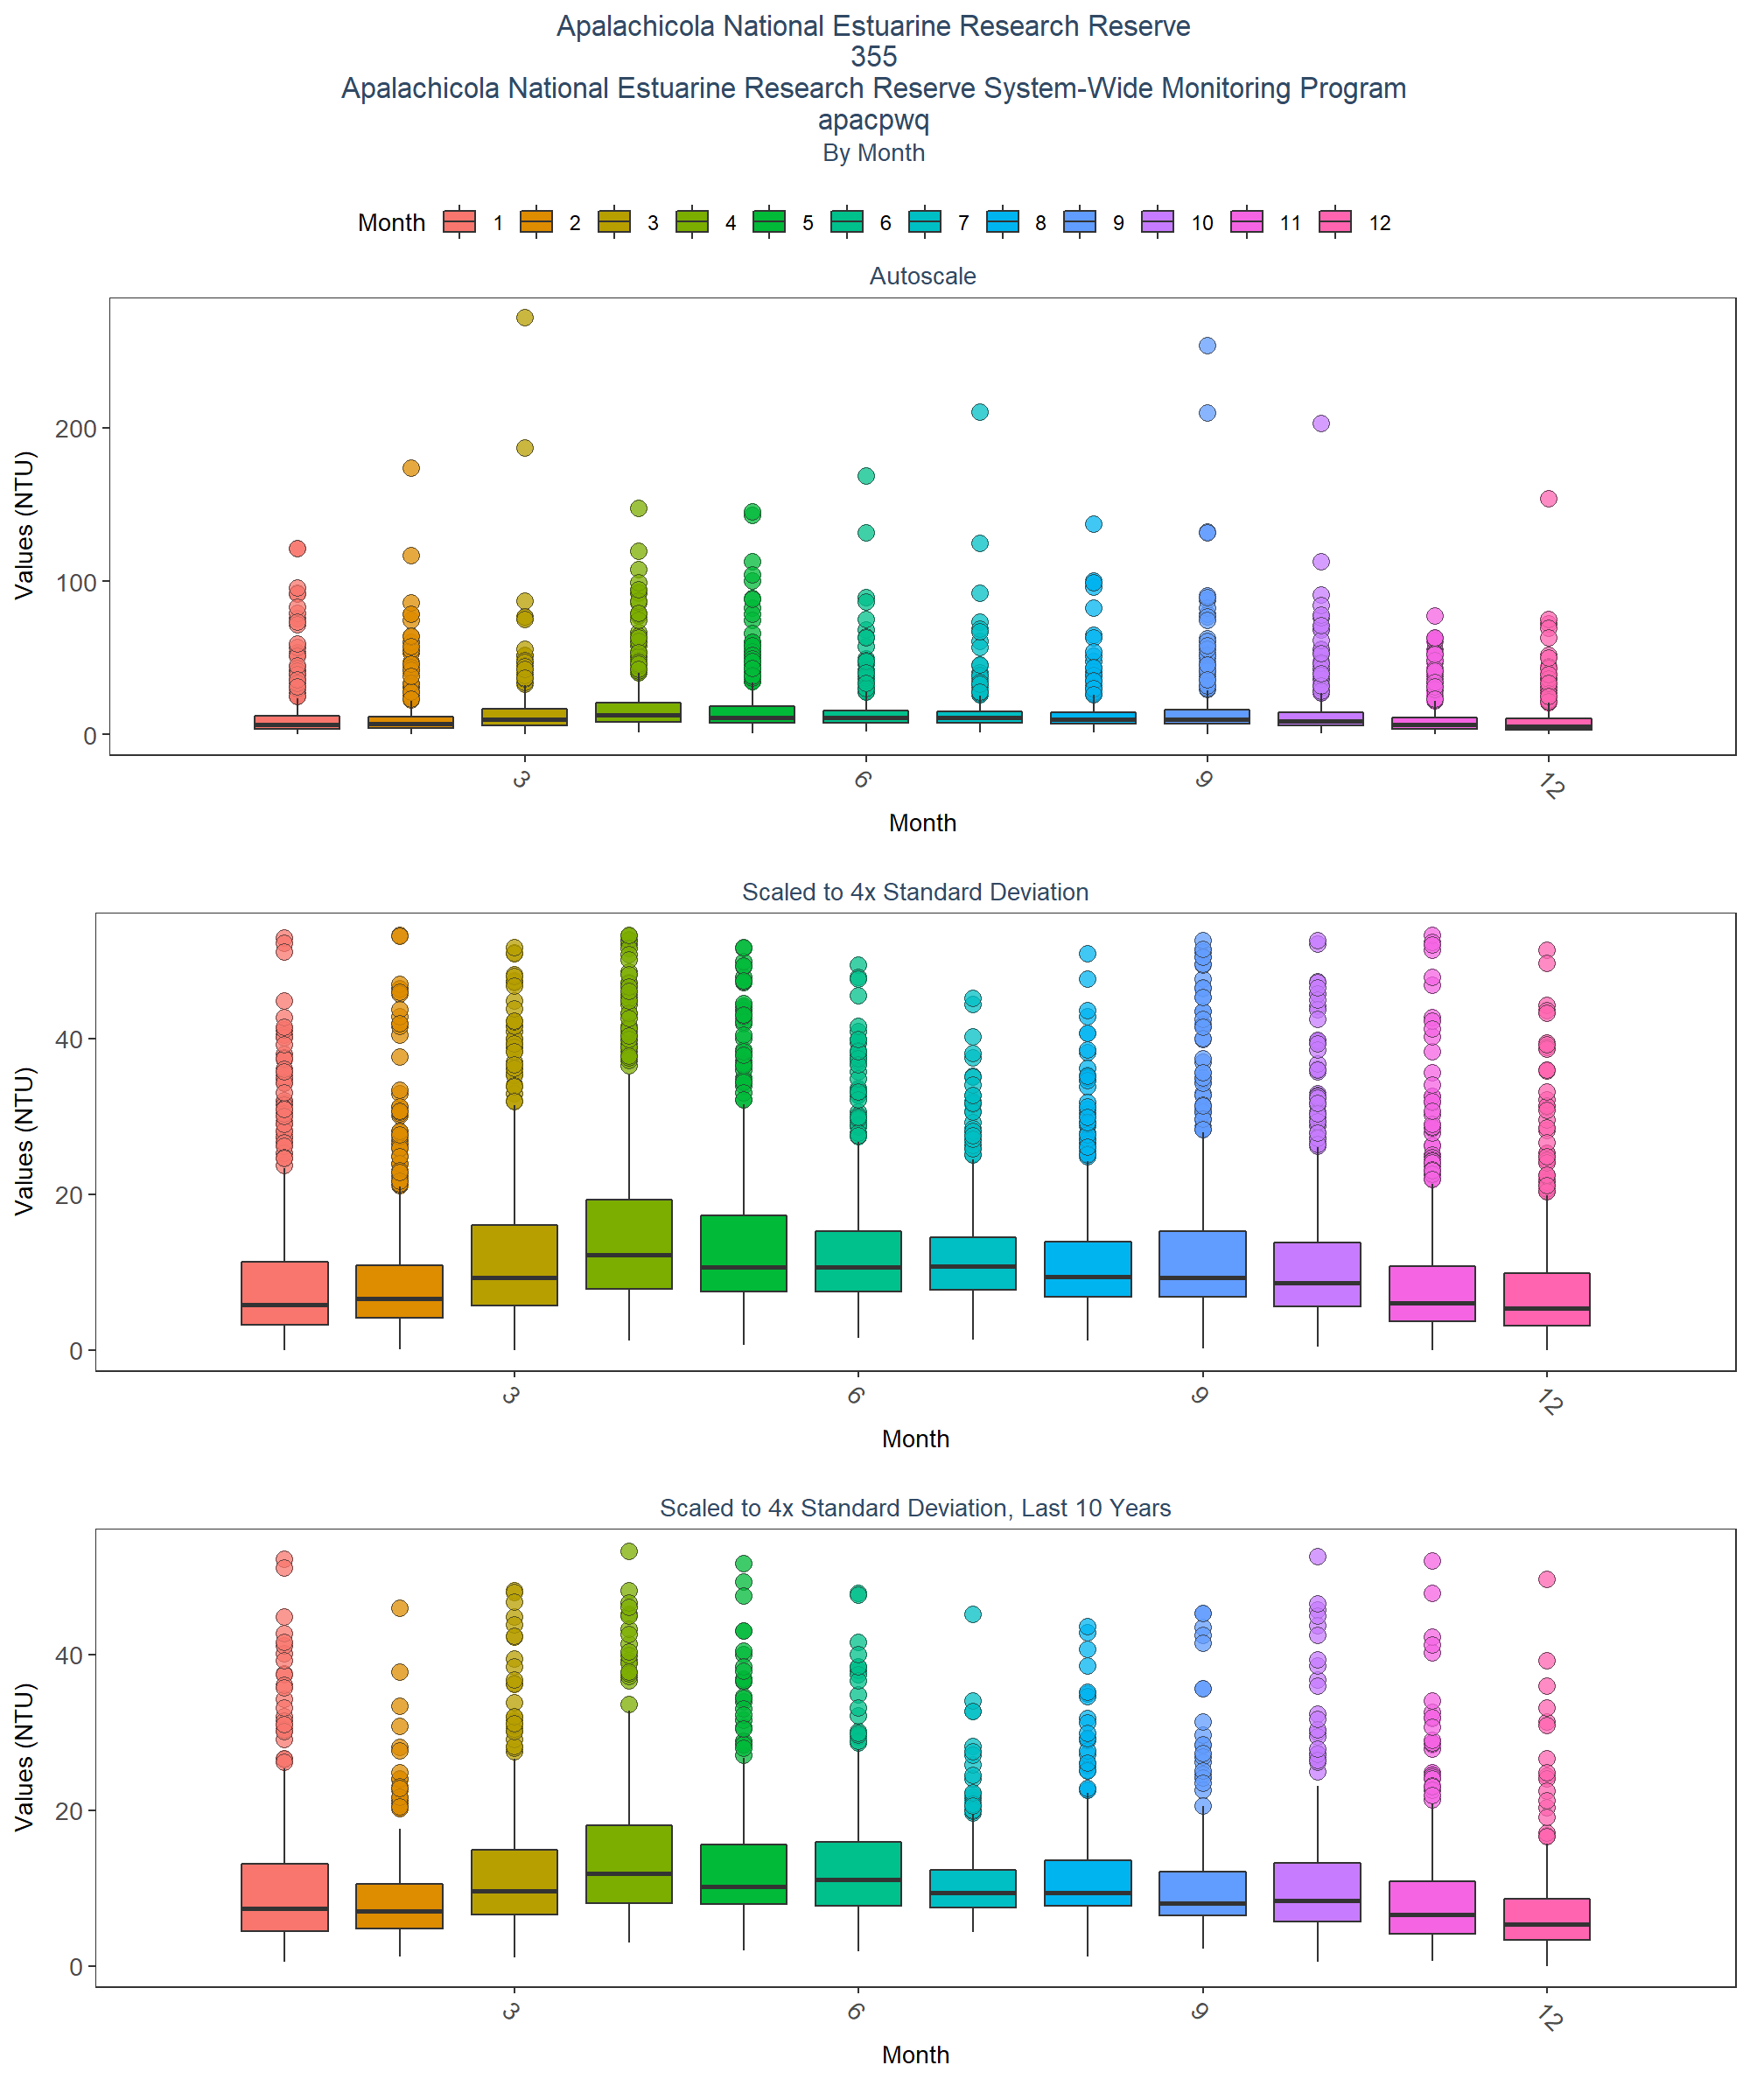 Apalachicola National Estuarine Research Reserve
355
Apalachicola National Estuarine Research Reserve System-Wide Monitoring Program
apacpwq
By Month
Month 1 2 3 4 5 6 7 8 9 10 11 12
Autoscale
Values (NTU)
200
100
0
3 6 9 12
Month
Scaled to 4x Standard Deviation
Values (NTU)
40
20
0
3 6 9 12
Month
Scaled to 4x Standard Deviation, Last 10 Years
Values (NTU)
40
20
0
3 6 9 12
Month